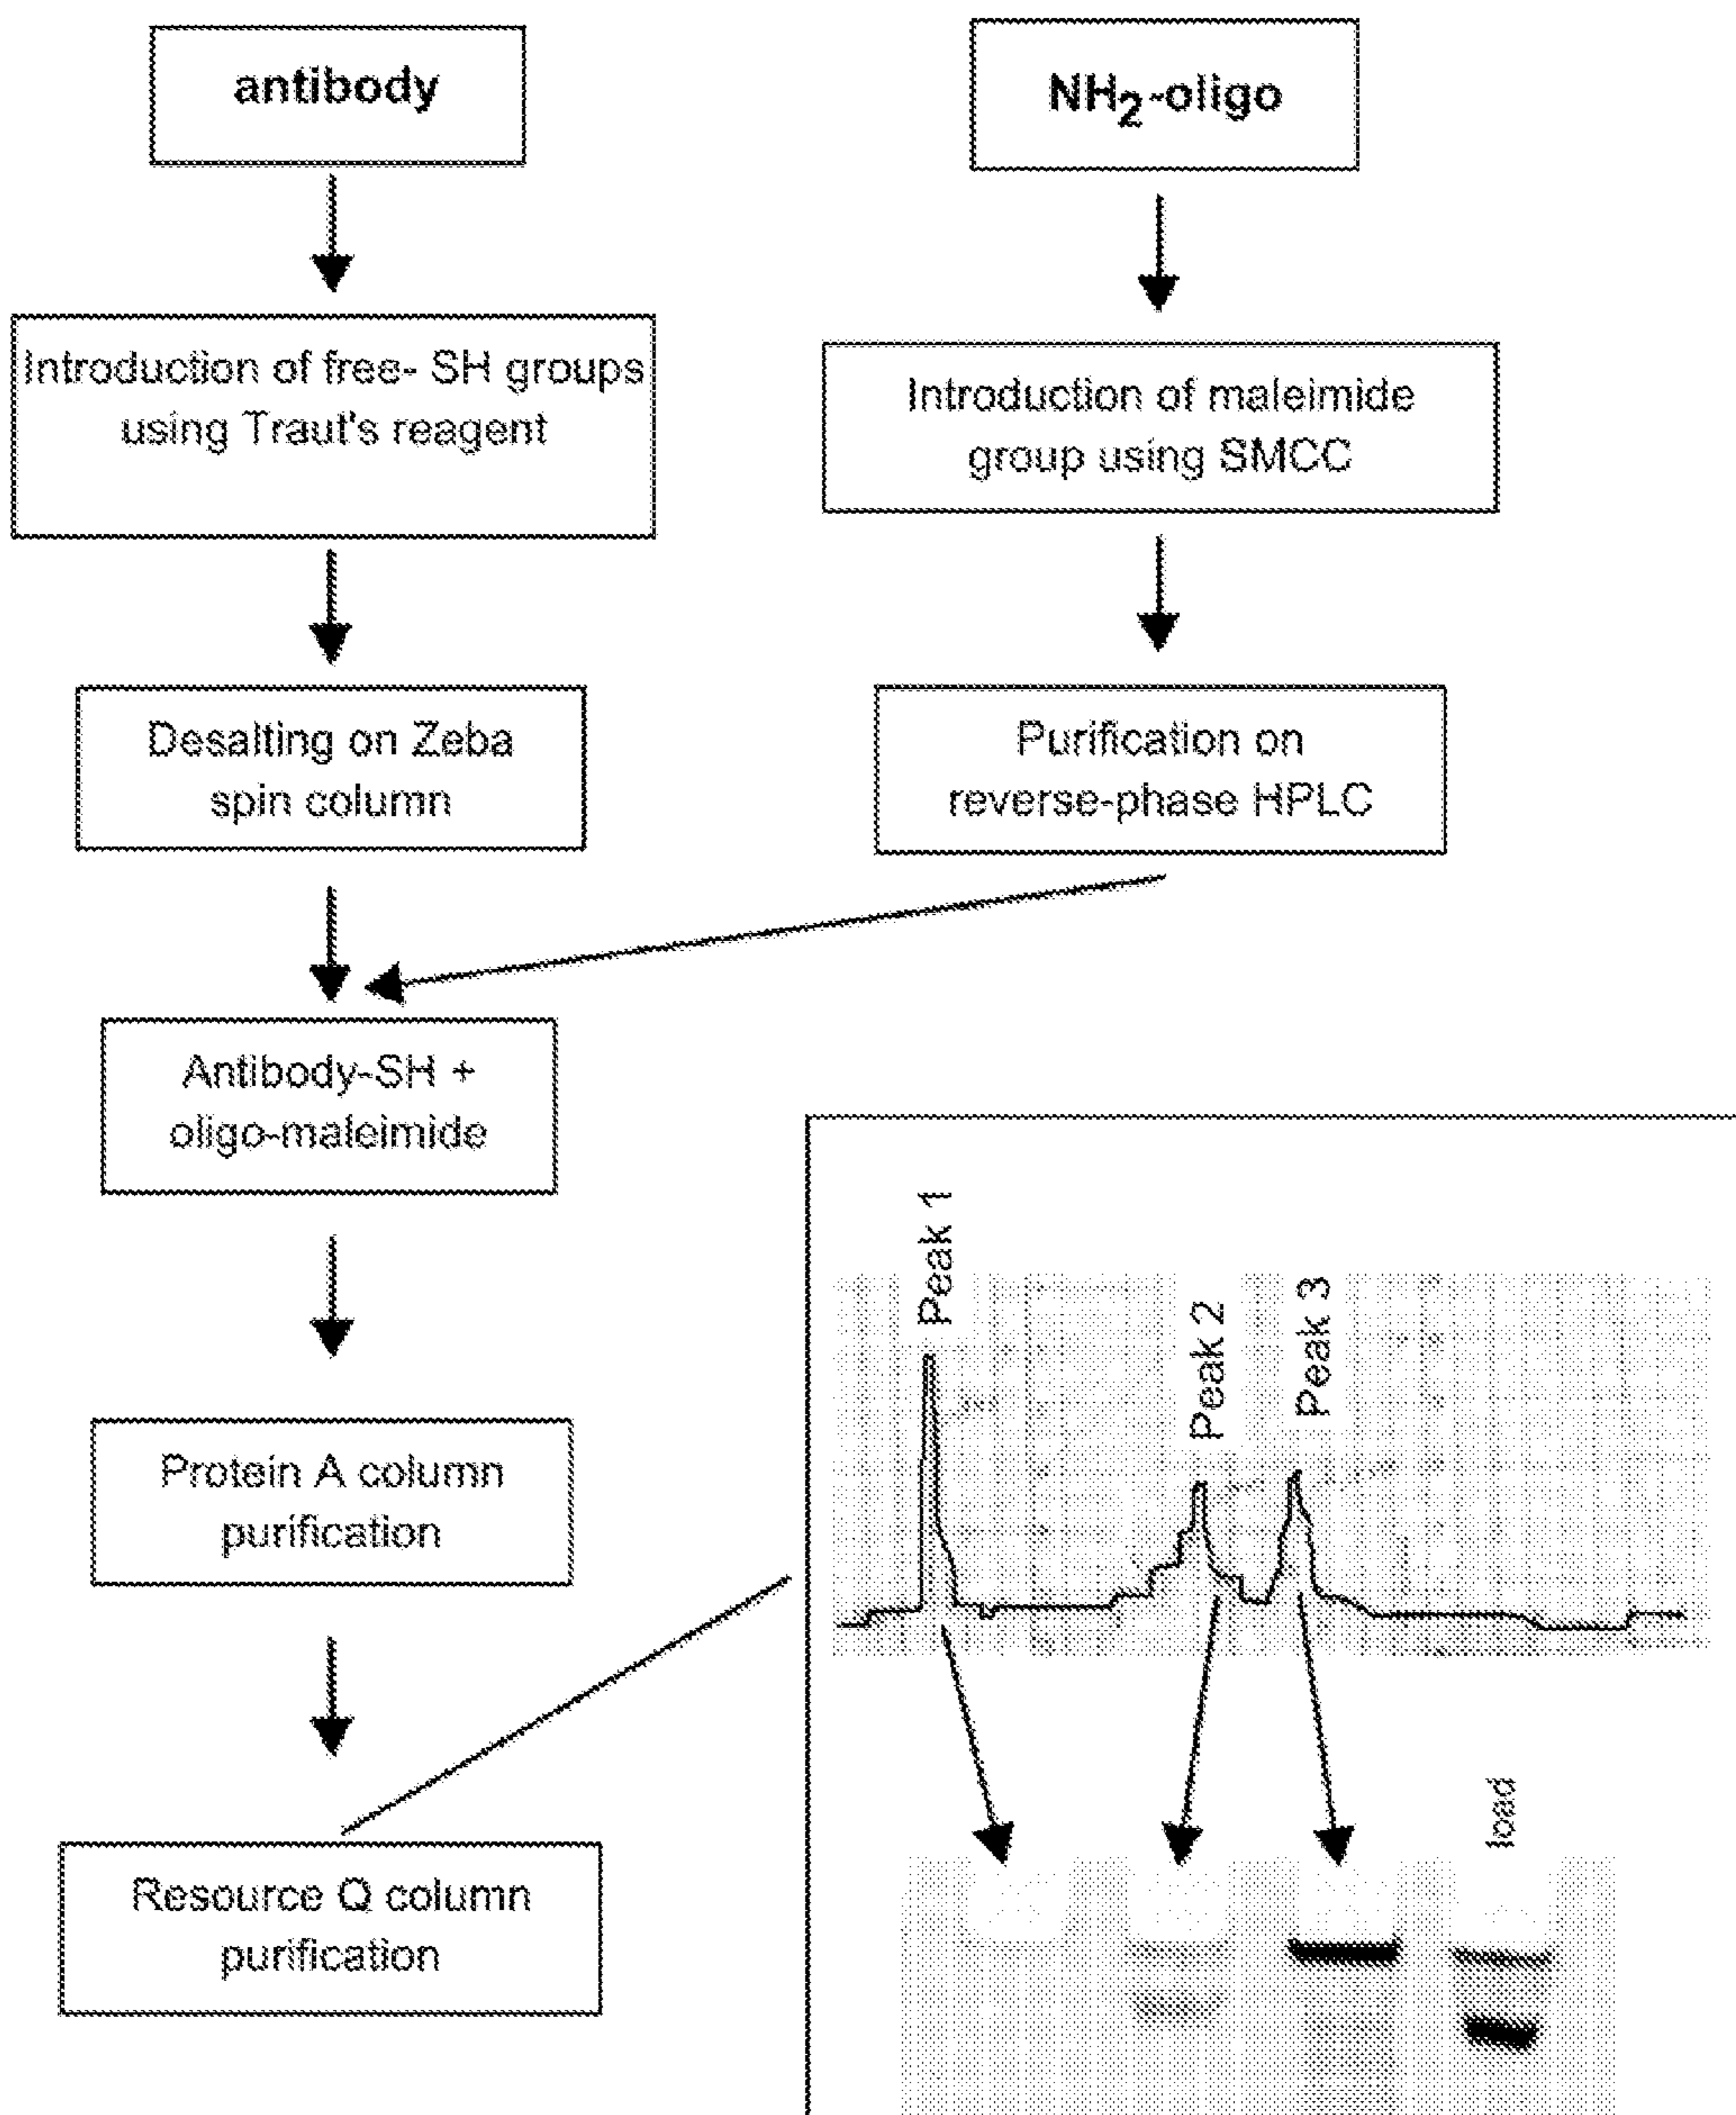 antibody
NH2-oligo
Introduction of free- SH groups
using Traut's reagent
Introduction of maleimide
group using SMCC
Desalting on Zeba
spin column
Purification on
reverse-phase HPLC
Antibody-SH +
oligo-maleimide
Protein A column
purification
Resource Q column
purification
Peak 1
Peak 2
Peak 3
load